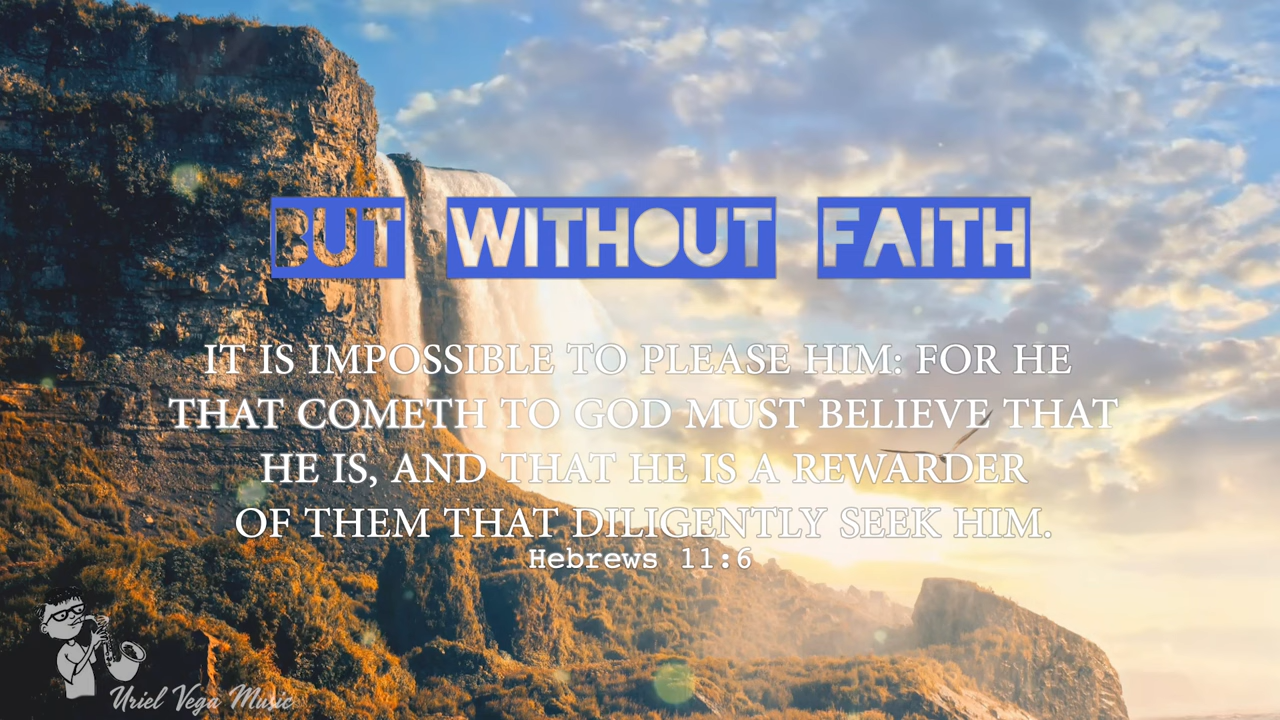 BUT WITHOUT FAITH
IT IS IMPOSSIBLE TO PLEASE HIM: FOR HE
THAT COMETH TO GOD MUST BELIEVE THAT
HE IS, AND THAT HE IS A REWARDER
OF THEM THAT DILIGENTLY SEEK HIM.
Hebrews 11:6
Uriel Vega Music